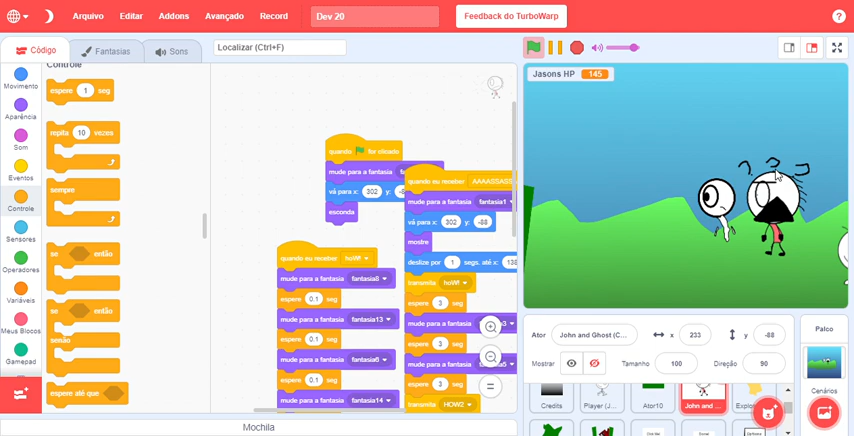 Arquivo Editar Addons Avançado Record Dev 20 Feedback do TurboWarp ?
Código Fantasias Sons Localizar (Ctrl+F)
Jasons HP 145
Movimento
Aparência
Som
Eventos
Controle
Sensores
Operadores
Variáveis
Meus Blocos
Gamepad
Controle
espere 1 seg
repita 10 vezes
sempre
se então
se então
senão
espere até que
quando for clicado
mude para a fantasia
vá para x: 302 y:
esconda
quando eu receber AAAASSASS
mude para a fantasia fantasia1
vá para x: 302 y: -88
mostre
deslize por 1 segs. até x: 138
transmita hoW!
espere 3 seg
mude para a fantasia
espere 3 seg
mude para a fantasia
espere 3 seg
transmita HOW2
quando eu receber hoW!
mude para a fantasia fantasia8
espere 0.1 seg
mude para a fantasia fantasia13
espere 0.1 seg
mude para a fantasia fantasia6
espere 0.1 seg
mude para a fantasia fantasia14
Mochila
Ator John and Ghost (C... x 233 y -88
Mostrar Tamanho 100 Direção 90
Credits Player (J... Ator10 John and ...
Palco
Cenários